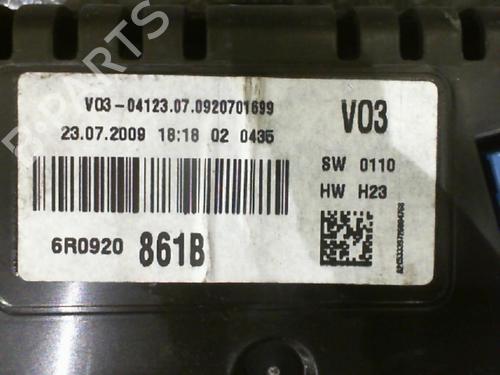 V03-04123.07.0920701699
23.07.2009 18:18 02 0435
V03
SW 0110
HW H23
6R0920 861B
B-PARTS